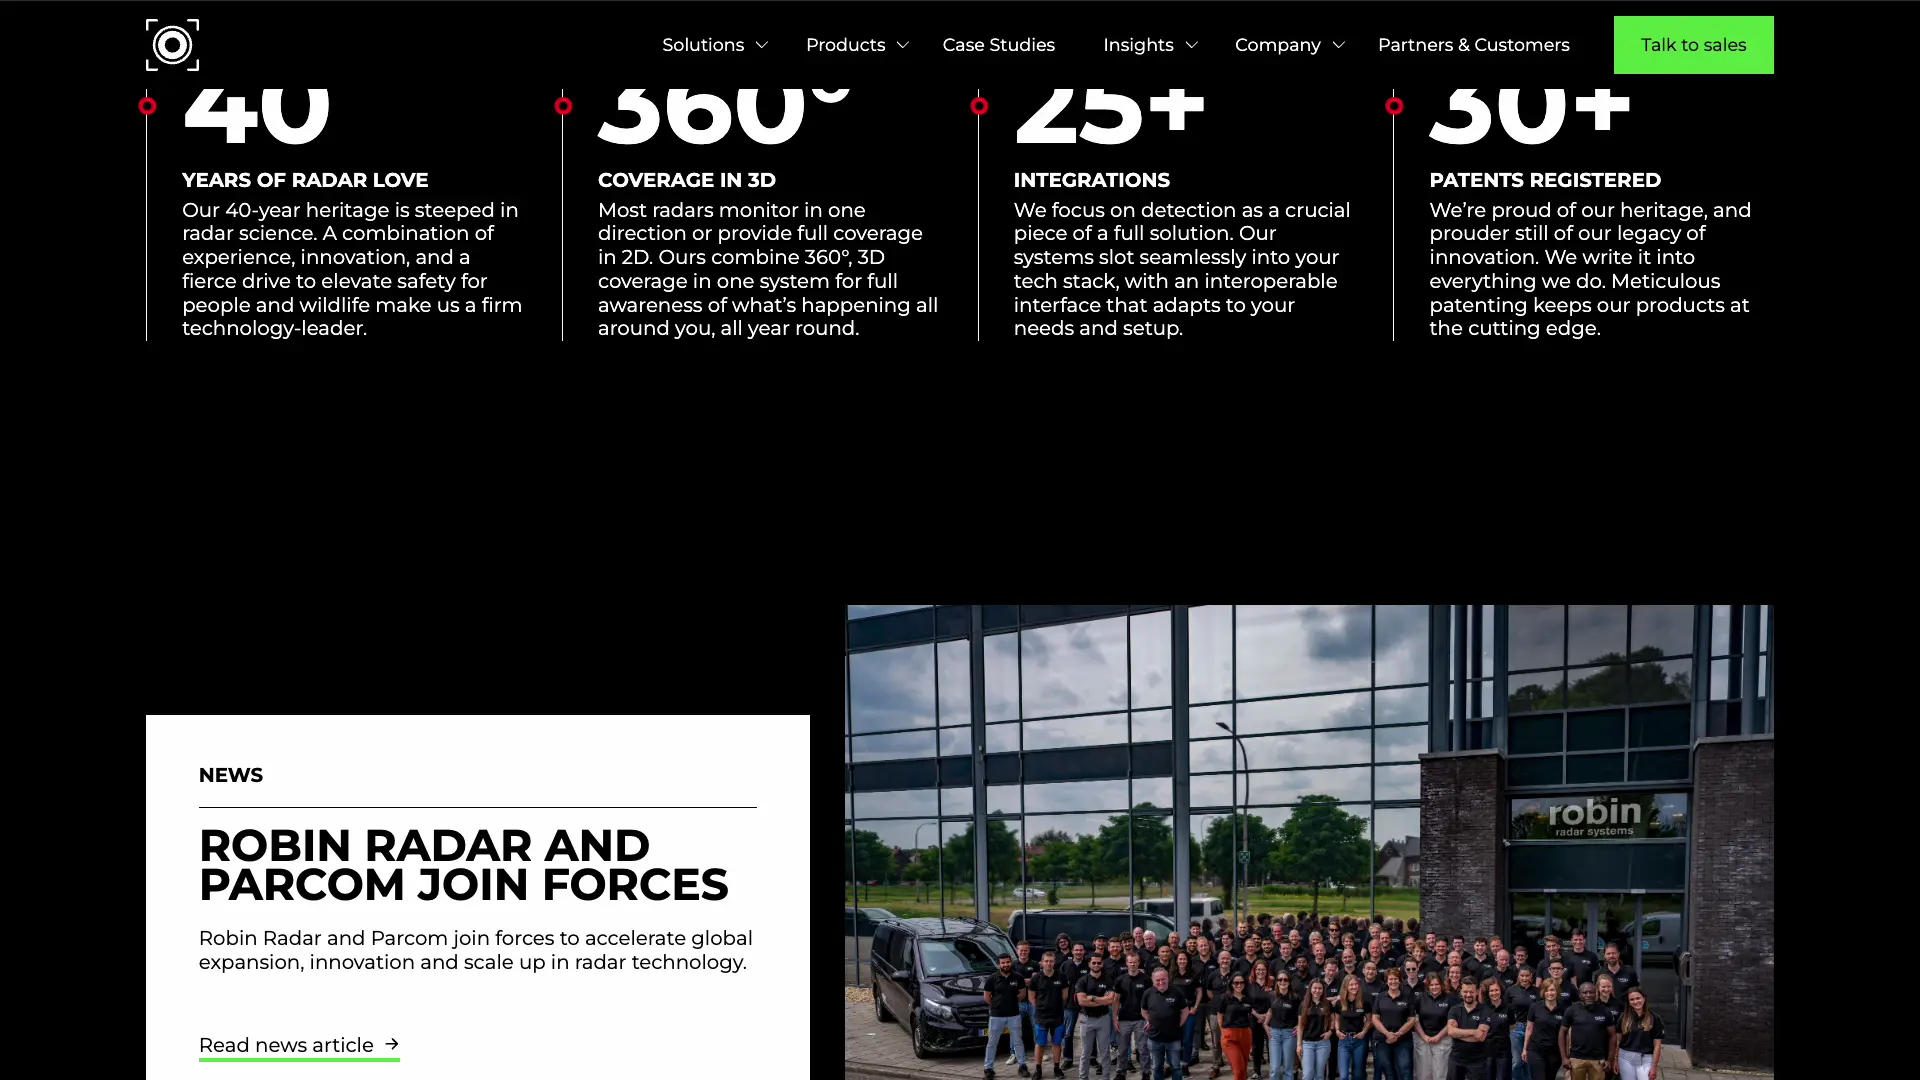 Solutions
Products
Case Studies
Insights
Company
Partners & Customers
Talk to sales
40
YEARS OF RADAR LOVE
Our 40-year heritage is steeped in
radar science. A combination of
experience, innovation, and a
fierce drive to elevate safety for
people and wildlife make us a firm
technology-leader.
360°
COVERAGE IN 3D
Most radars monitor in one
direction or provide full coverage
in 2D. Ours combine 360°, 3D
coverage in one system for full
awareness of what’s happening all
around you, all year round.
25+
INTEGRATIONS
We focus on detection as a crucial
piece of a full solution. Our
systems slot seamlessly into your
tech stack, with an interoperable
interface that adapts to your
needs and setup.
30+
PATENTS REGISTERED
We’re proud of our heritage, and
prouder still of our legacy of
innovation. We write it into
everything we do. Meticulous
patenting keeps our products at
the cutting edge.
NEWS
ROBIN RADAR AND
PARCOM JOIN FORCES
Robin Radar and Parcom join forces to accelerate global
expansion, innovation and scale up in radar technology.
Read news article
robin
radar systems